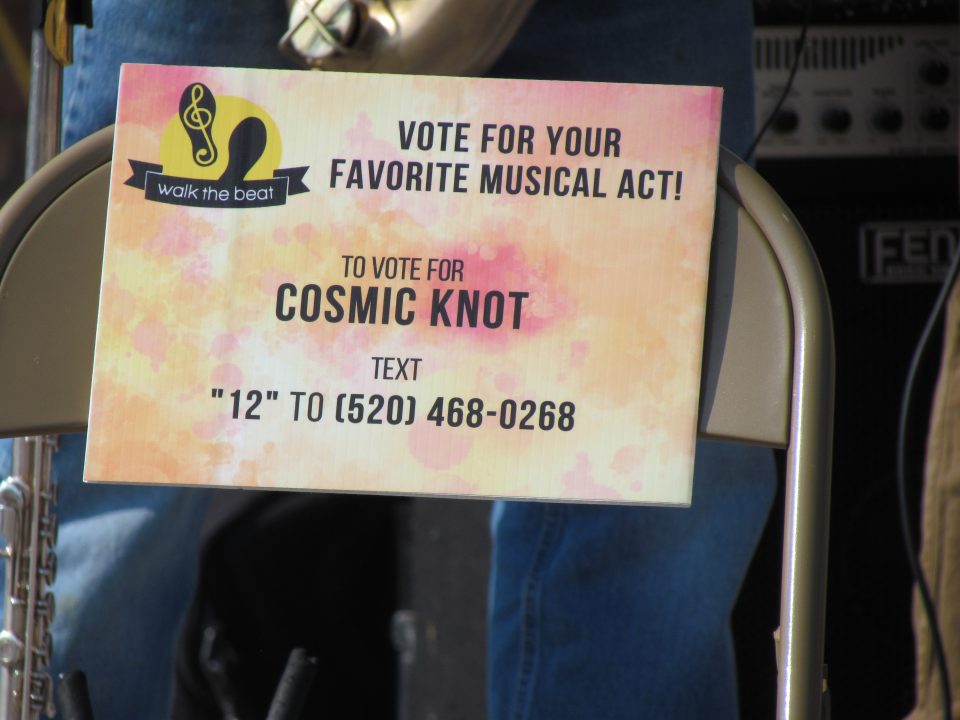 walk the beat
VOTE FOR YOUR
FAVORITE MUSICAL ACT!
TO VOTE FOR
COSMIC KNOT
TEXT
"12" TO (520) 468-0268
FEN